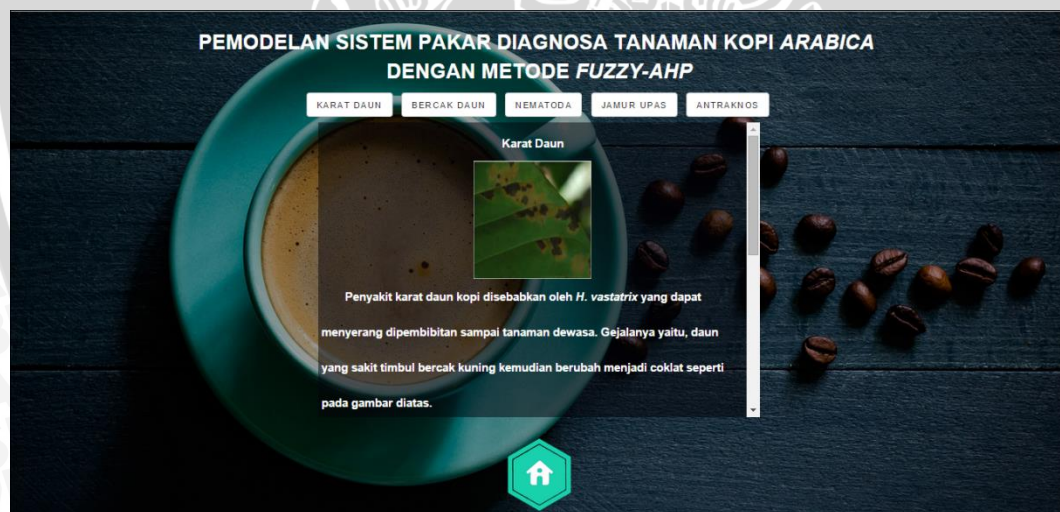 PEMODELAN SISTEM PAKAR DIAGNOSA TANAMAN KOPI ARABICA
DENGAN METODE FUZZY-AHP
KARAT DAUN BERCAK DAUN NEMATODA JAMUR UPAS ANTRAKNOS
Karat Daun
Penyakit karat daun kopi disebabkan oleh H. vastatrix yang dapat
menyerang dipembibitan sampai tanaman dewasa. Gejalanya yaitu, daun
yang sakit timbul bercak kuning kemudian berubah menjadi coklat seperti
pada gambar diatas.